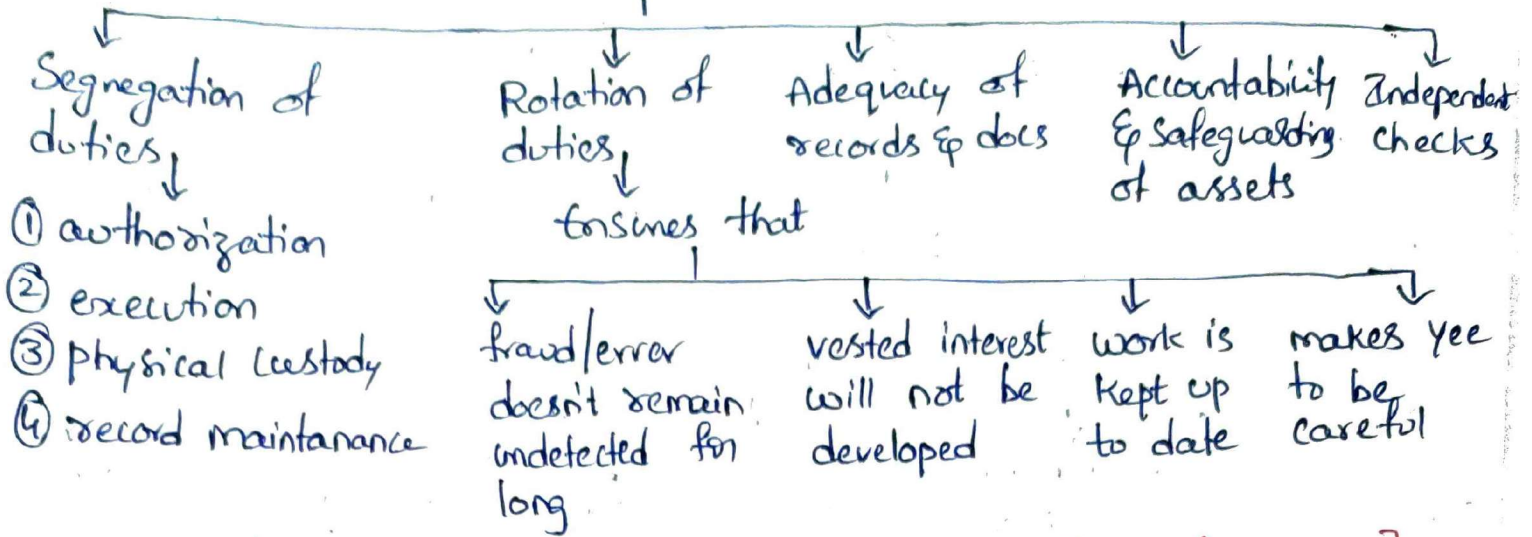 Segregation of
duties,
① authorization
② execution
③ physical custody
④ record maintanance
Rotation of
duties,
Ensures that
fraud/error
doesn't remain
undetected for
long
vested interest
will not be
developed
work is
kept up
to date
makes yee
to be
careful
Adequacy of
records & docs
Accountability
& safeguarding
of assets
Independent
checks